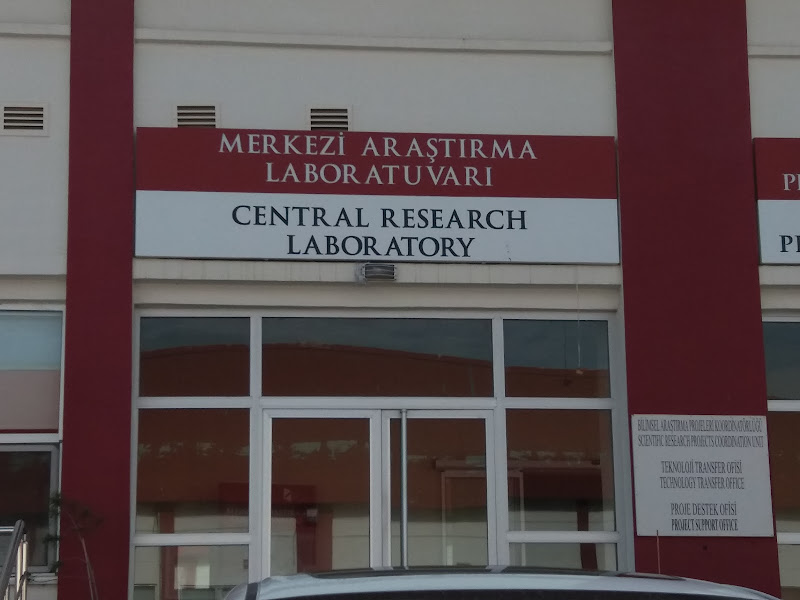 MERKEZİ ARAŞTIRMA
LABORATUVARI
CENTRAL RESEARCH
LABORATORY
BİLİMSEL ARAŞTIRMA PROJELERİ KOORDİNATÖRLÜĞÜ
SCIENTIFIC RESEARCH PROJECTS COORDINATION UNIT
TEKNOLOJİ TRANSFER OFİSİ
TECHNOLOGY TRANSFER OFFICE
PROJE DESTEK OFİSİ
PROJECT SUPPORT OFFICE